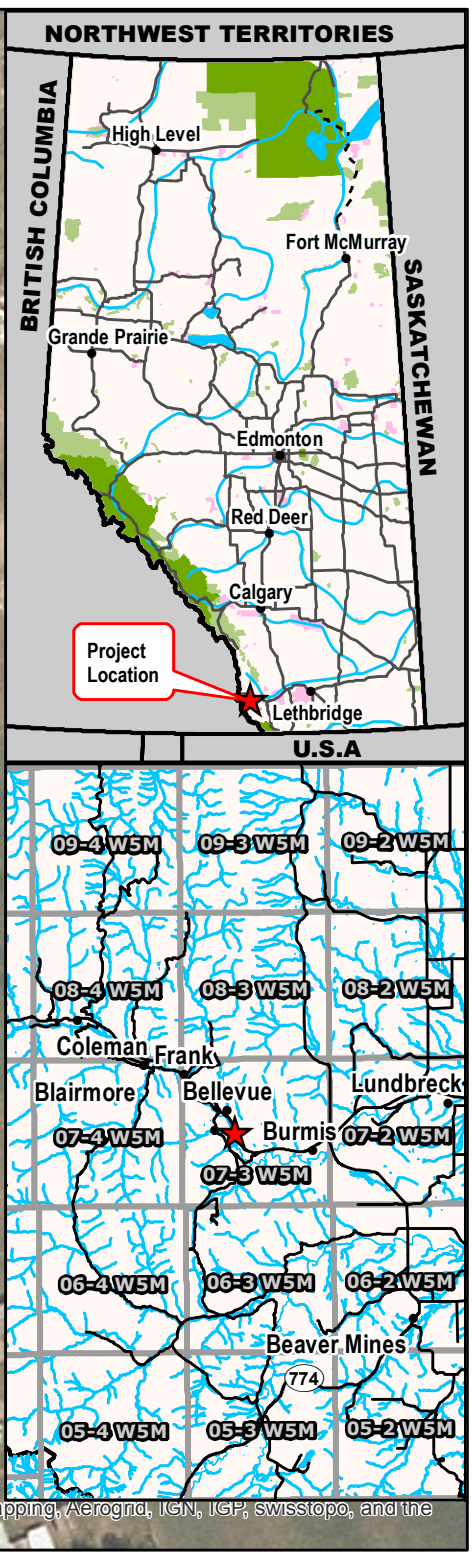 NORTHWEST TERRITORIES
BRITISH COLUMBIA
High Level
Fort McMurray
SASKATCHEWAN
Grande Prairie
Edmonton
Red Deer
Calgary
Project
Location
Lethbridge
U.S.A
09-4 W5M
09-3 W5M
09-2 W5M
08-4 W5M
08-3 W5M
08-2 W5M
Coleman
Frank
Blairmore
Bellevue
Lundbreck
07-4 W5M
Burmis
07-2 W5M
07-3 W5M
06-4 W5M
06-3 W5M
06-2 W5M
Beaver Mines
774
05-4 W5M
05-3 W5M
05-2 W5M
apping, Aerogrid, IGN, IGP, swisstopo, and the